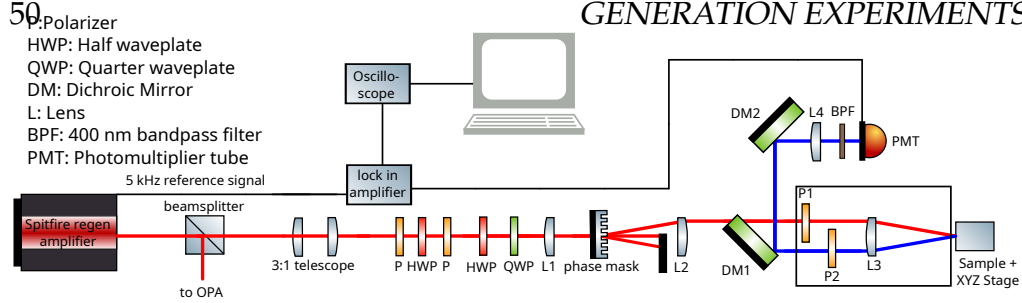 50
GENERATION EXPERIMENTS
P:Polarizer
HWP: Half waveplate
QWP: Quarter waveplate
DM: Dichroic Mirror
L: Lens
BPF: 400 nm bandpass filter
PMT: Photomultiplier tube
Oscillo-
scope
lock in
amplifier
5 kHz reference signal
beamsplitter
Spitfire regen
amplifier
to OPA
3:1 telescope
P HWP P
HWP QWP L1
phase mask
L2
DM1
DM2
L4 BPF
PMT
P1
P2
L3
Sample +
XYZ Stage